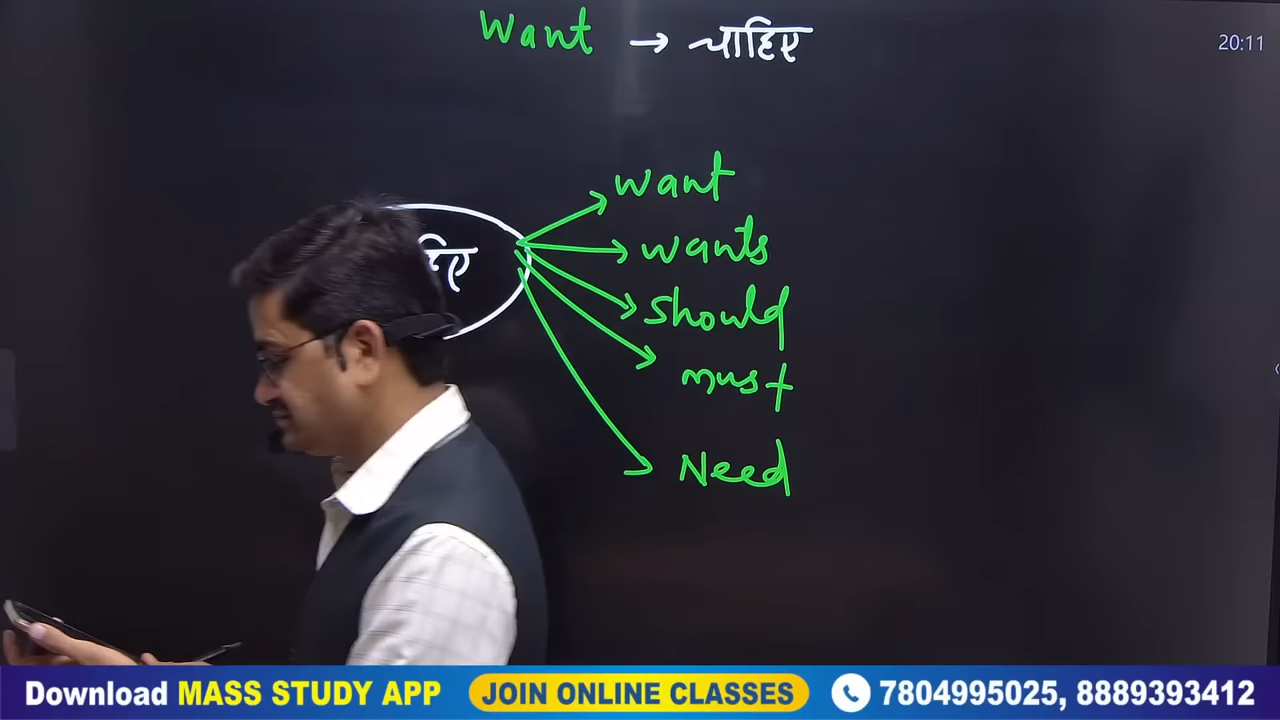 Want → चाहिए
20:11
want
wants
हिए
should
must
Need
Download MASS STUDY APP JOIN ONLINE CLASSES 7804995025, 8889393412